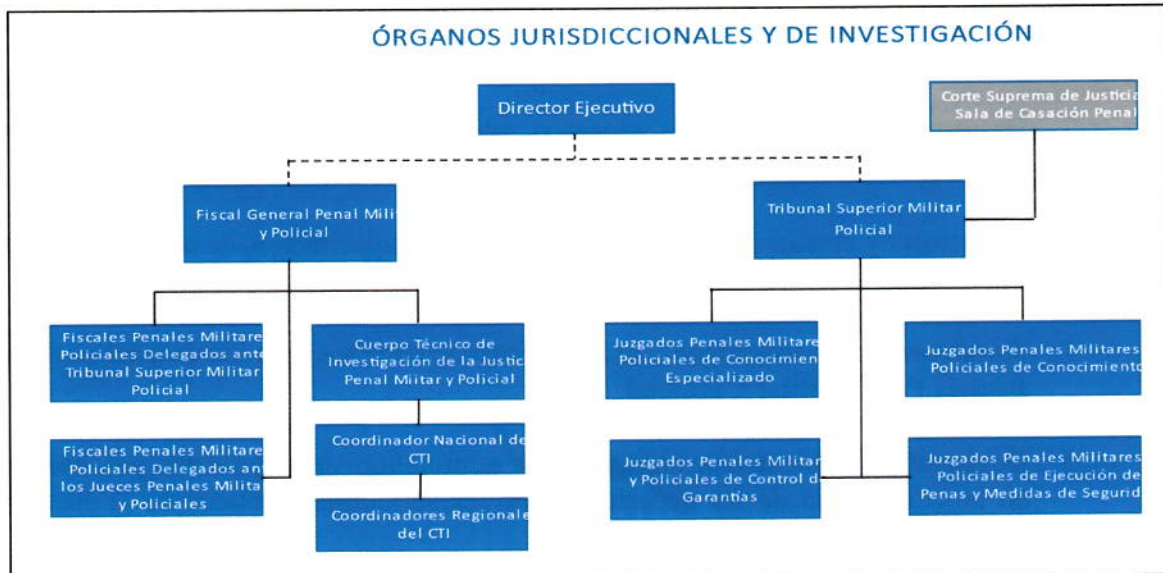 ÓRGANOS JURISDICCIONALES Y DE INVESTIGACIÓN
Director Ejecutivo
Corte Suprema de Justicia
Sala de Casación Penal
Fiscal General Penal Milit
y Policial
Tribunal Superior Militar
Policial
Fiscales Penales Militare
Policiales Delegados ante
Tribunal Superior Militar
Policial
Cuerpo Técnico de
Investigación de la Justic
Penal Miitar y Policial
Juzgados Penales Militare
Policiales de Conocimien
Especializado
Juzgados Penales Militares
Policiales de Conocimiento
Fiscales Penales Militare
Policiales Delegados ant
los Jueces Penales Milita
y Policiales
Coordinador Nacional de
CTI
Coordinadores Regionale
del CTI
Juzgados Penales Militar
y Policiales de Control d
Garantías
Juzgados Penales Militares
Policiales de Ejecución de
Penas y Medidas de Segurid